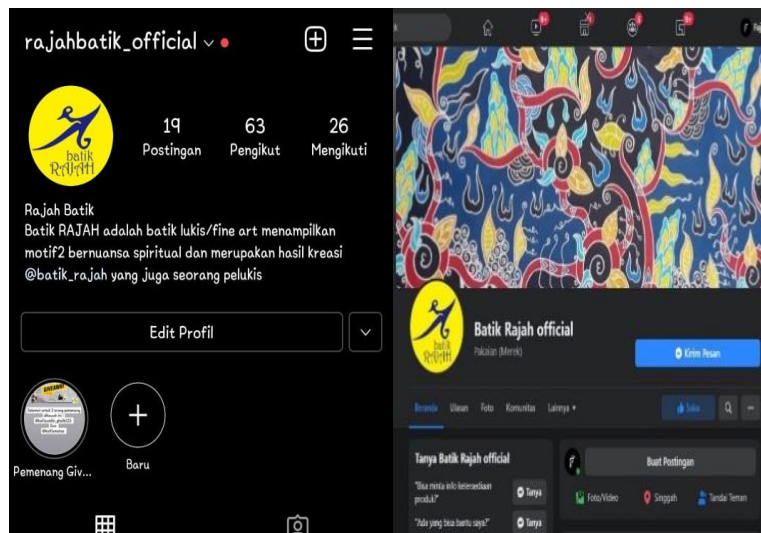 rajahbatik_official
19 63 26
Postingan Pengikut Mengikuti
batik
RAJAH
Rajah Batik
Batik RAJAH adalah batik lukis/fine art menampilkan
motif2 bernuansa spiritual dan merupakan hasil kreasi
@batik_rajah yang juga seorang pelukis
Edit Profil
GIVEAWAY
Pemenang Giv...
Baru
batik
RAJAH
Batik Rajah official
Pakaian (Merek)
Kirim Pesan
Beranda Ulasan Foto Komunitas Lainnya
Suka
Tanya Batik Rajah official
"Bisa minta info ketersediaan
produk?"
Tanya
"Ada yang bisa bantu saya?"
Tanya
Buat Postingan
Foto/Video Singgah Tandai Teman